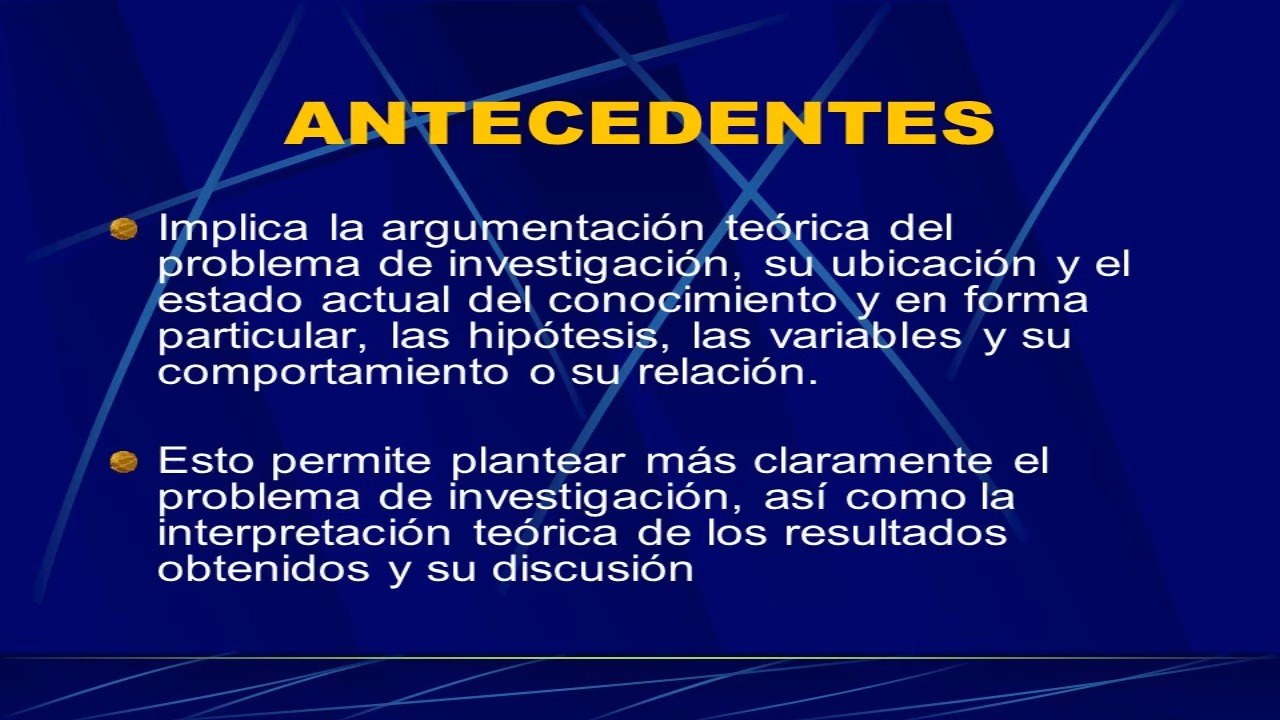 ANTECEDENTES
Implica la argumentación teórica del
problema de investigación, su ubicación y el
estado actual del conocimiento y en forma
particular, las hipótesis, las variables y su
comportamiento o su relación.
Esto permite plantear más claramente el
problema de investigación, así como la
interpretación teórica de los resultados
obtenidos y su discusión